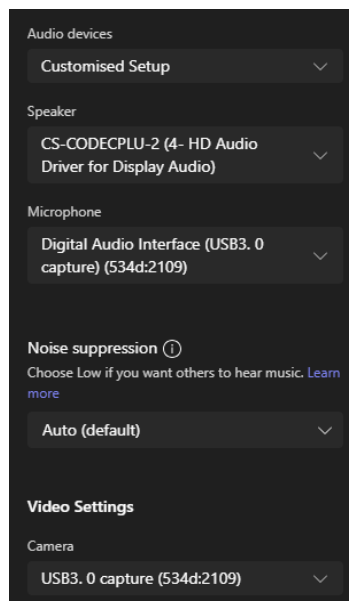 Audio devices
Customised Setup
Speaker
CS-CODECPLU-2 (4- HD Audio
Driver for Display Audio)
Microphone
Digital Audio Interface (USB3. 0
capture) (534d:2109)
Noise suppression
Choose Low if you want others to hear music. Learn
more
Auto (default)
Video Settings
Camera
USB3. 0 capture (534d:2109)